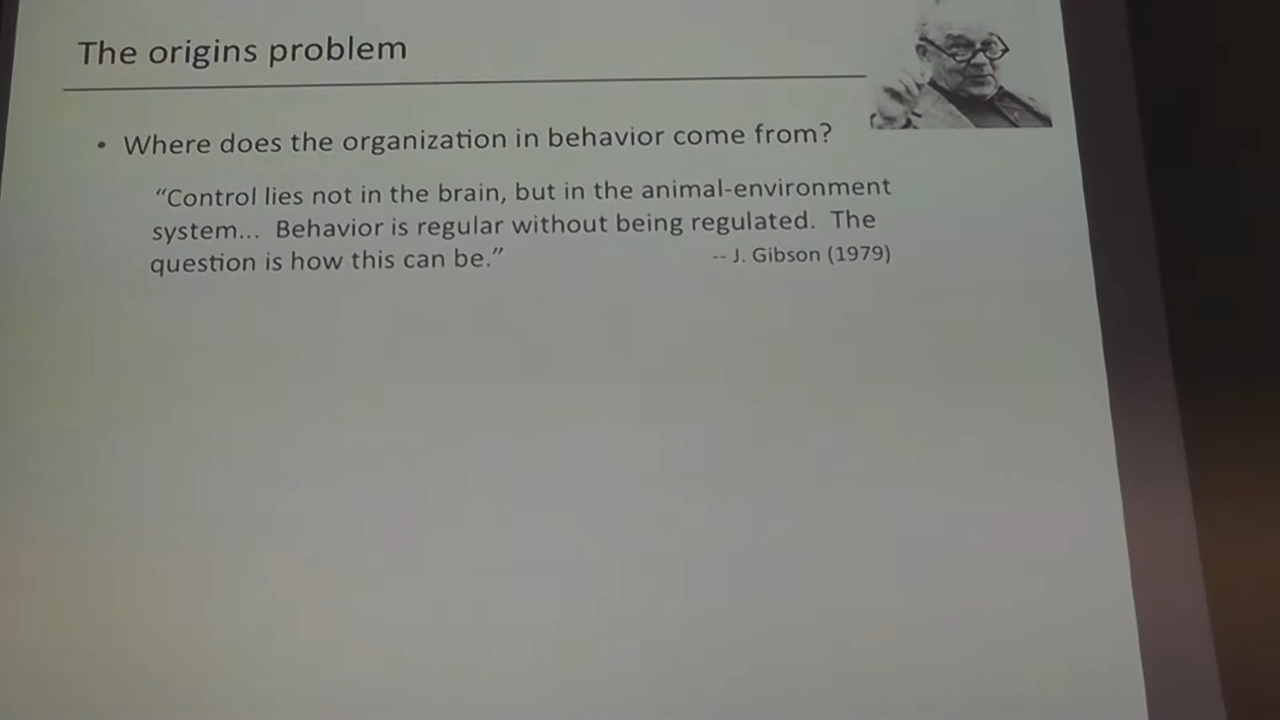 The origins problem
• Where does the organization in behavior come from?
“Control lies not in the brain, but in the animal-environment
system... Behavior is regular without being regulated. The
question is how this can be.” -- J. Gibson (1979)